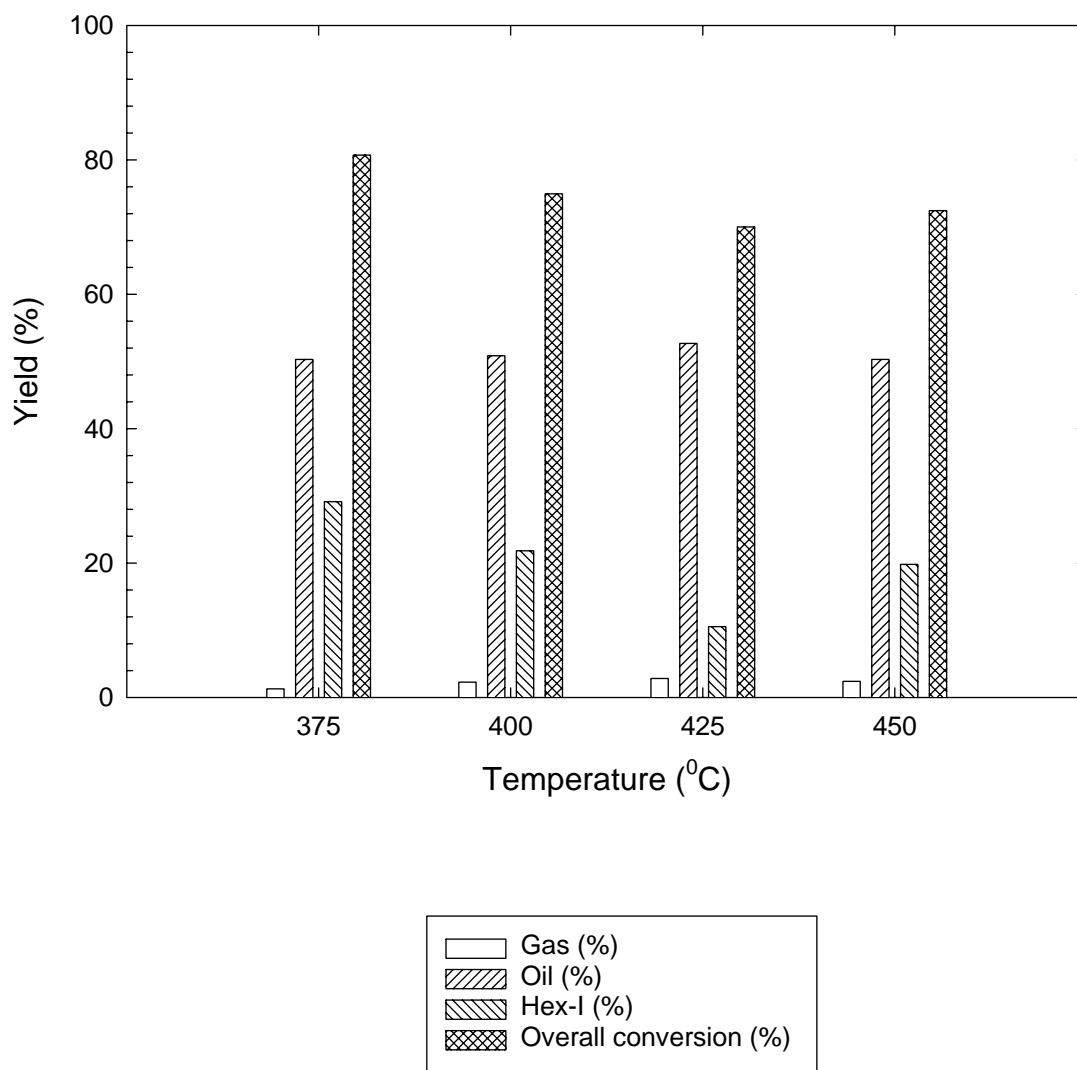 100
80
60
40
20
0
Yield (%)
375 400 425 450
Temperature (⁰C)
Gas (%)
Oil (%)
Hex-I (%)
Overall conversion (%)